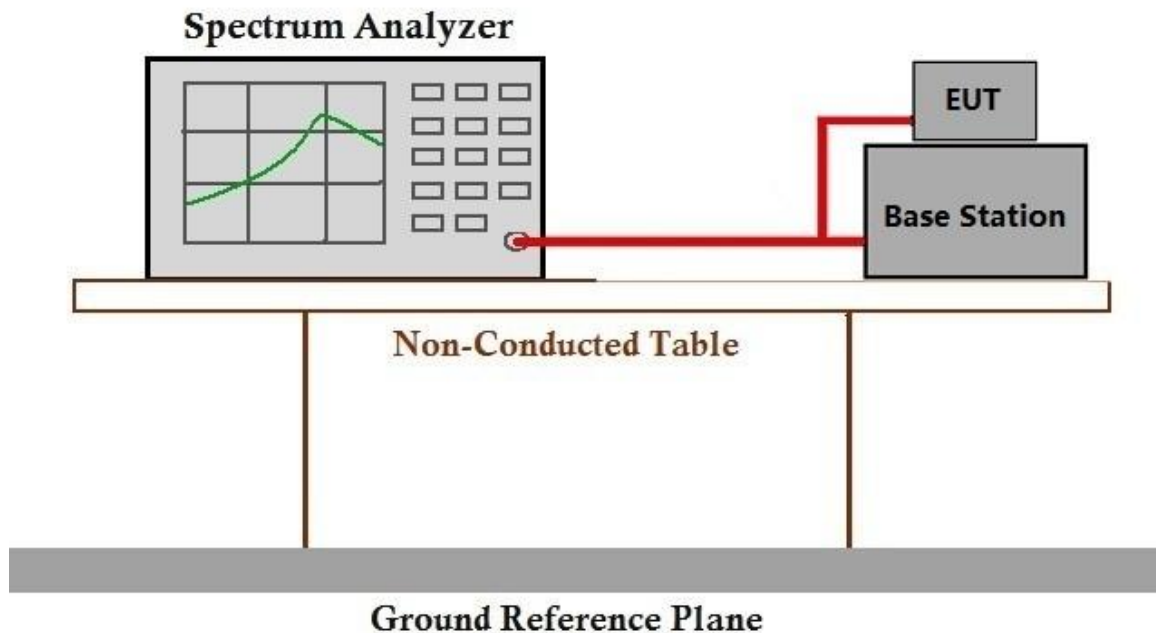 Spectrum Analyzer
EUT
Base Station
Non-Conducted Table
Ground Reference Plane